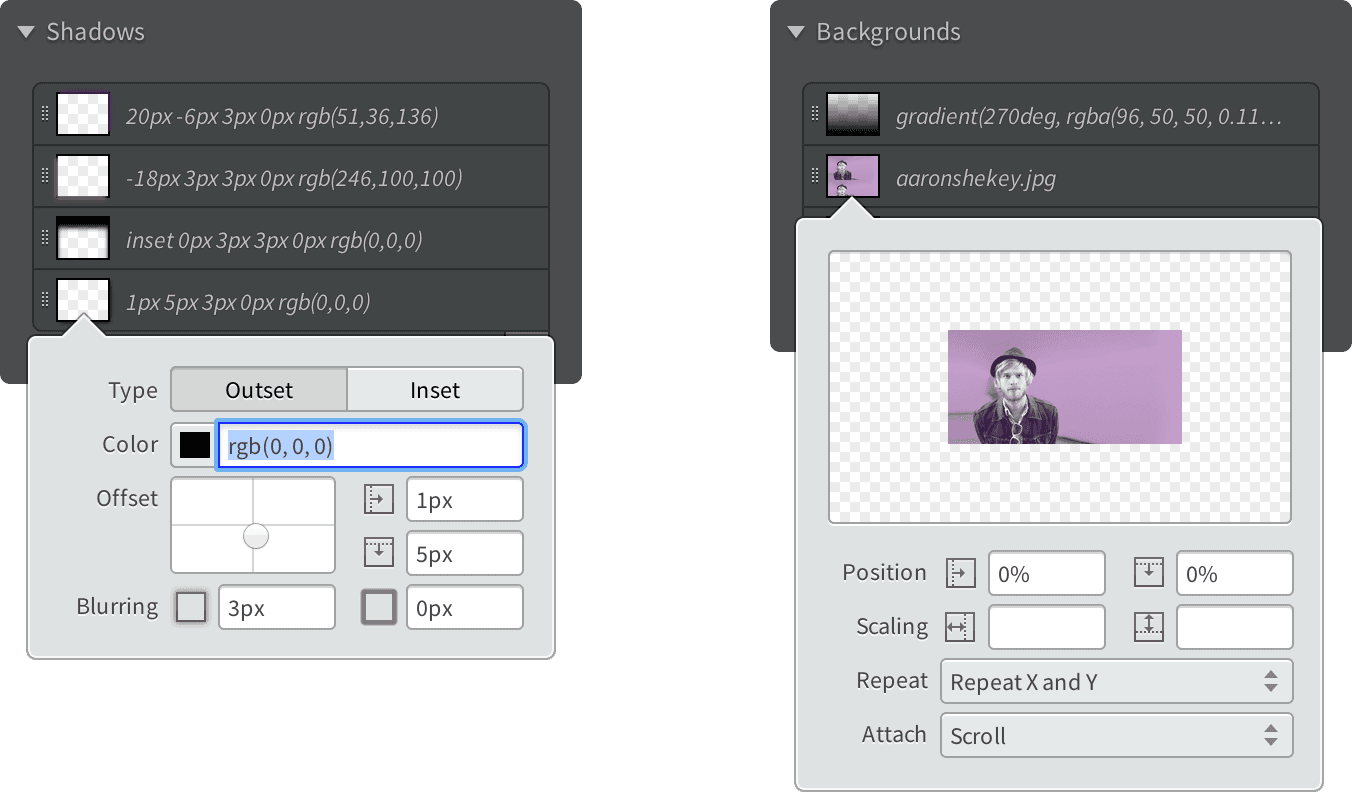 Shadows
20px -6px 3px 0px rgb(51,36,136)
-18px 3px 3px 0px rgb(246,100,100)
inset 0px 3px 3px 0px rgb(0,0,0)
1px 5px 3px 0px rgb(0,0,0)
Type Outset Inset
Color rgb(0, 0, 0)
Offset 1px
5px
Blurring 3px 0px
Backgrounds
gradient(270deg, rgba(96, 50, 50, 0.11...
aaronshekey.jpg
Position 0% 0%
Scaling
Repeat Repeat X and Y
Attach Scroll